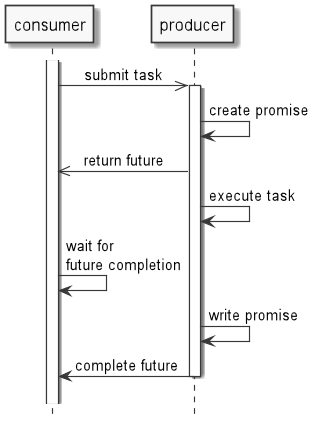 consumer
producer
submit task
create promise
return future
execute task
wait for
future completion
write promise
complete future